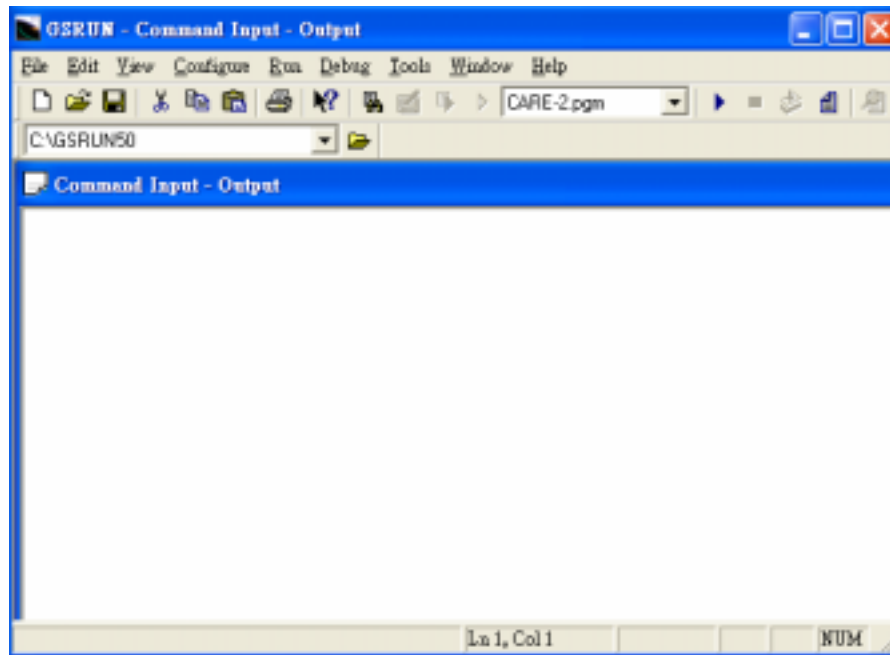 GSRUN - Command Input - Output
File Edit View Configure Run Debug Tools Window Help
CARE-2.pgm
C:\GSRUN50
Command Input - Output
Ln 1, Col 1
NUM